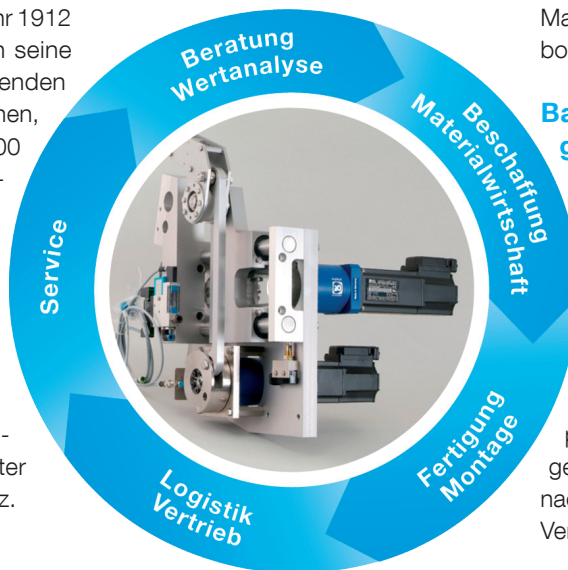 hr 1912
seine
enden
nen,
00
-
-
ter
z.
Beratung
Wertanalyse
Beschaffung
Materialwirtschaft
Fertigung
Montage
Logistik
Vertrieb
Service
Ma
bo
Ba
g
p
ge
nac
Ver